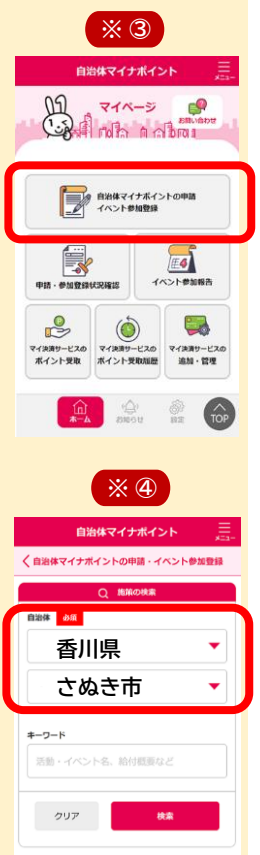 ※ ③
自治体マイナポイント
メニュー
マイページ
お問い合わせ
自治体マイナポイントの申請
イベント参加登録
申請・参加登録状況確認
イベント参加報告
マイ決済サービスの
ポイント受取
マイ決済サービスの
ポイント受取履歴
マイ決済サービスの
追加・管理
ホーム
お知らせ
設定
TOP
※ ④
自治体マイナポイント
メニュー
自治体マイナポイントの申請・イベント参加登録
施策の検索
自治体 必須
香川県
さぬき市
キーワード
活動・イベント名、給付概要など
クリア
検索